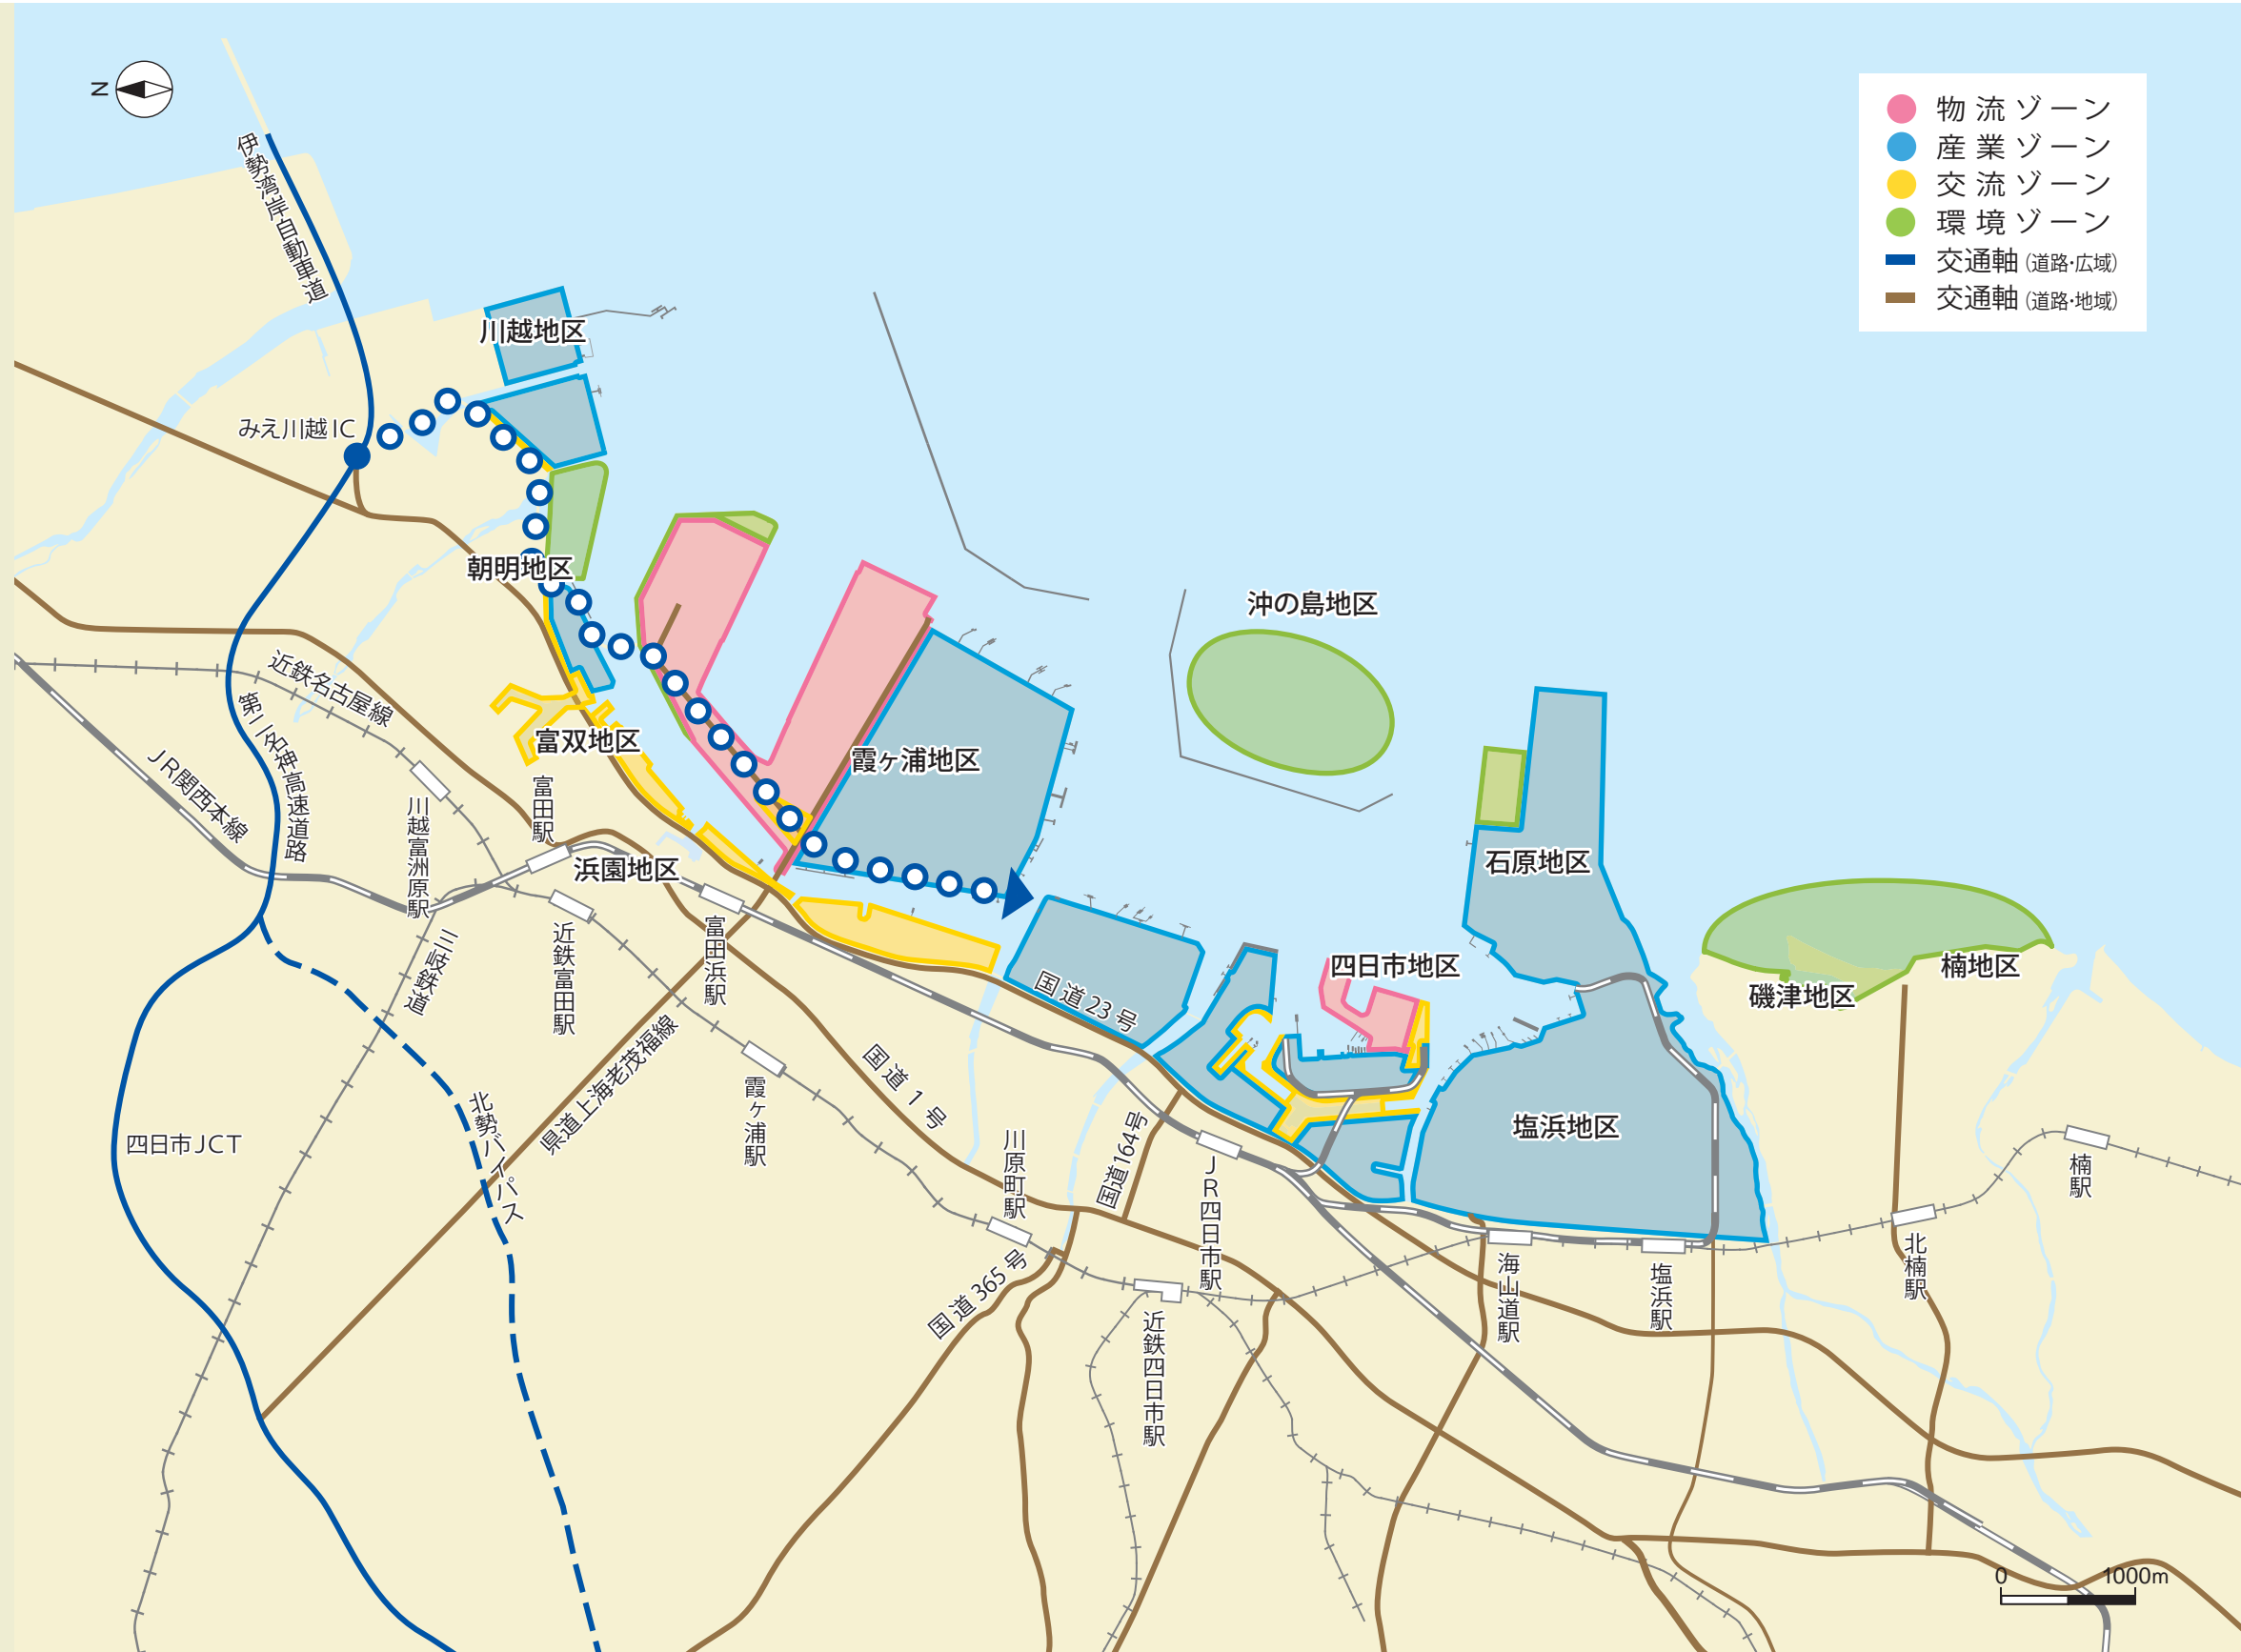 N
物流ゾーン
産業ゾーン
交流ゾーン
環境ゾーン
交通軸（道路・広域）
交通軸（道路・地域）
伊勢湾岸自動車道
川越地区
みえ川越IC
朝明地区
沖の島地区
近鉄名古屋線
第二名神高速道路
JR関西本線
富双地区
霞ヶ浦地区
川越富洲原駅
富田駅
浜園地区
石原地区
三岐鉄道
近鉄富田駅
富田浜駅
国道23号
四日市地区
楠地区
磯津地区
県道上海老茂福線
霞ヶ浦駅
国道1号
北勢バイパス
四日市JCT
川原町駅
国道164号
JR四日市駅
塩浜地区
楠駅
国道365号
近鉄四日市駅
海山道駅
塩浜駅
北楠駅
0 1000m